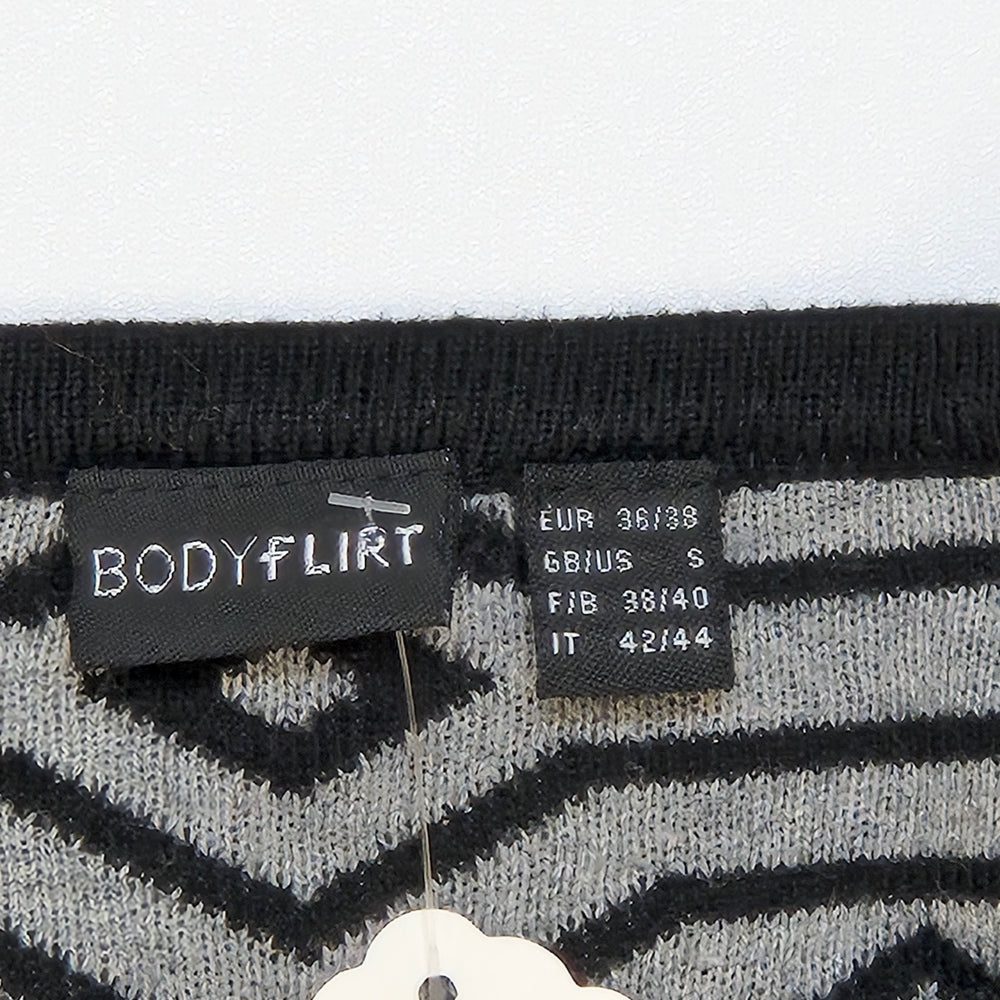 BODYFLIRT
EUR 36/38
GB/US S
F/B 38/40
IT 42/44